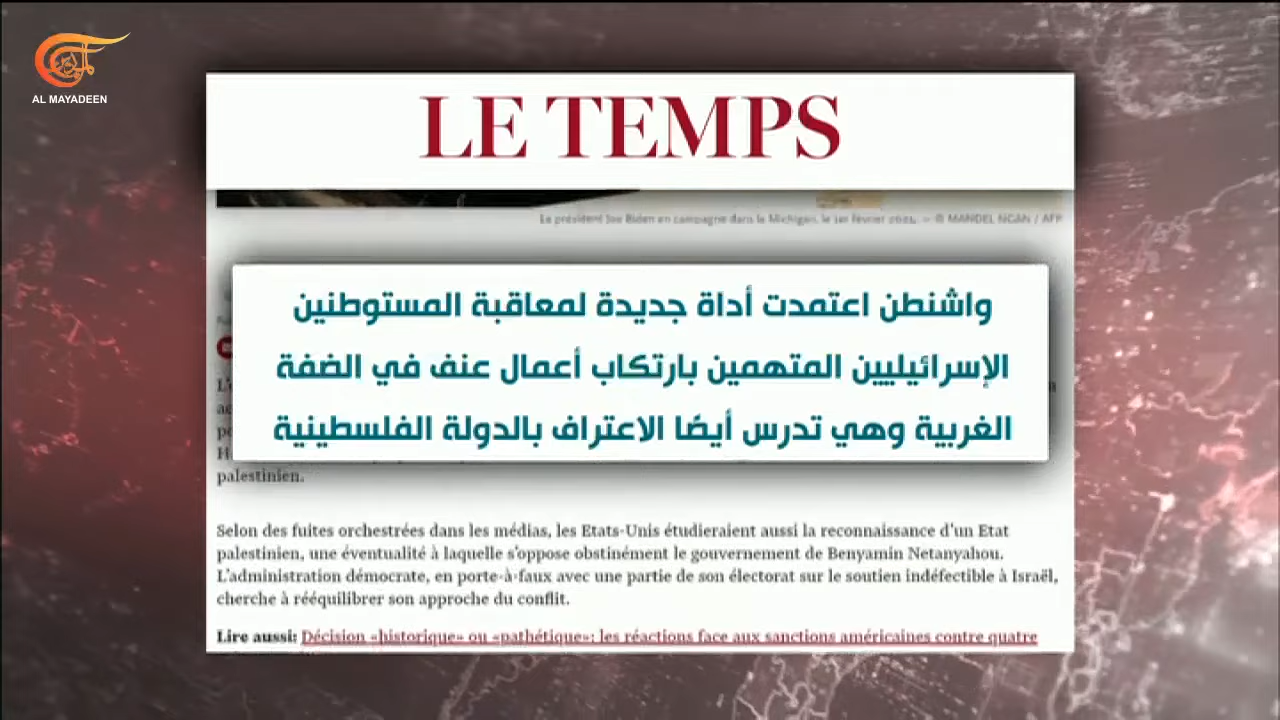 AL MAYADEEN
LE TEMPS
Le président Joe Biden en campagne dans le Michigan, le 1er février 2024. — © MANDEL NGAN / AFP
واشنطن اعتمدت أداة جديدة لمعاقبة المستوطنين
الإسرائيليين المتهمين بارتكاب أعمال عنف في الضفة
الغربية وهي تدرس أيضًا الاعتراف بالدولة الفلسطينية
palestinien.
Selon des fuites orchestrées dans les médias, les Etats-Unis étudieraient aussi la reconnaissance d'un Etat
palestinien, une éventualité à laquelle s'oppose obstinément le gouvernement de Benyamin Netanyahou.
L'administration démocrate, en porte-à-faux avec une partie de son électorat sur le soutien indéfectible à Israël,
cherche à rééquilibrer son approche du conflit.
Lire aussi: Décision «historique» ou «pathétique»: les réactions face aux sanctions américaines contre quatre